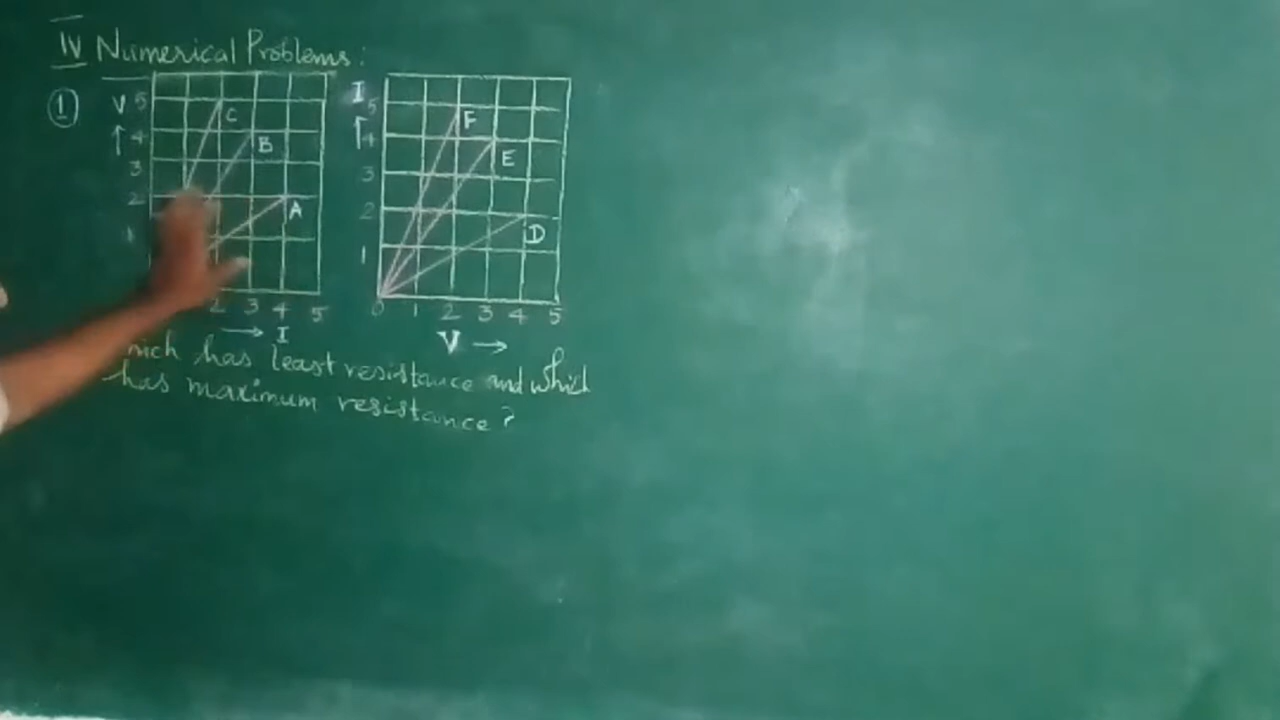 IV Numerical Problems:
1
V 5
4
3
2
1
C
B
A
2 3 4 5
→ I
I 5
4
3
2
1
F
E
D
0 1 2 3 4 5
V →
has least resistance and which
has maximum resistance?